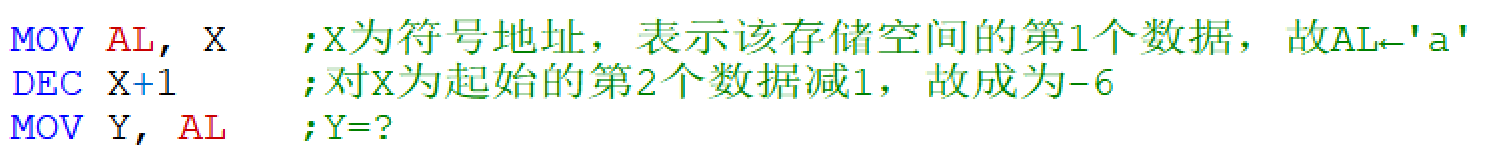 MOV AL, X ;X为符号地址，表示该存储空间的第1个数据，故AL←'a'
DEC X+1 ;对X为起始的第2个数据减1，故成为-6
MOV Y, AL ;Y=?